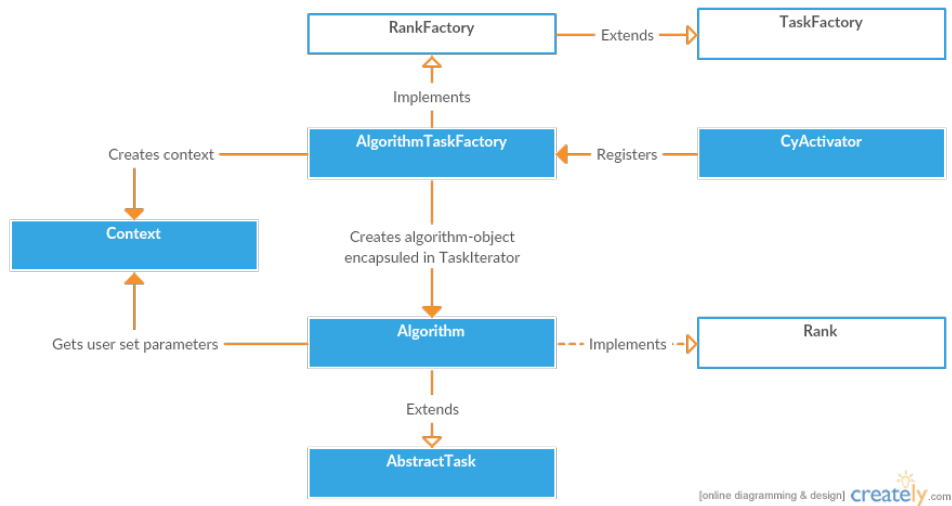 RankFactory
Extends
TaskFactory
Implements
Creates context
AlgorithmTaskFactory
Registers
CyActivator
Context
Creates algorithm-object
encapsuled in TaskIterator
Gets user set parameters
Algorithm
Implements
Rank
Extends
AbstractTask
[online diagramming & design] creately.com